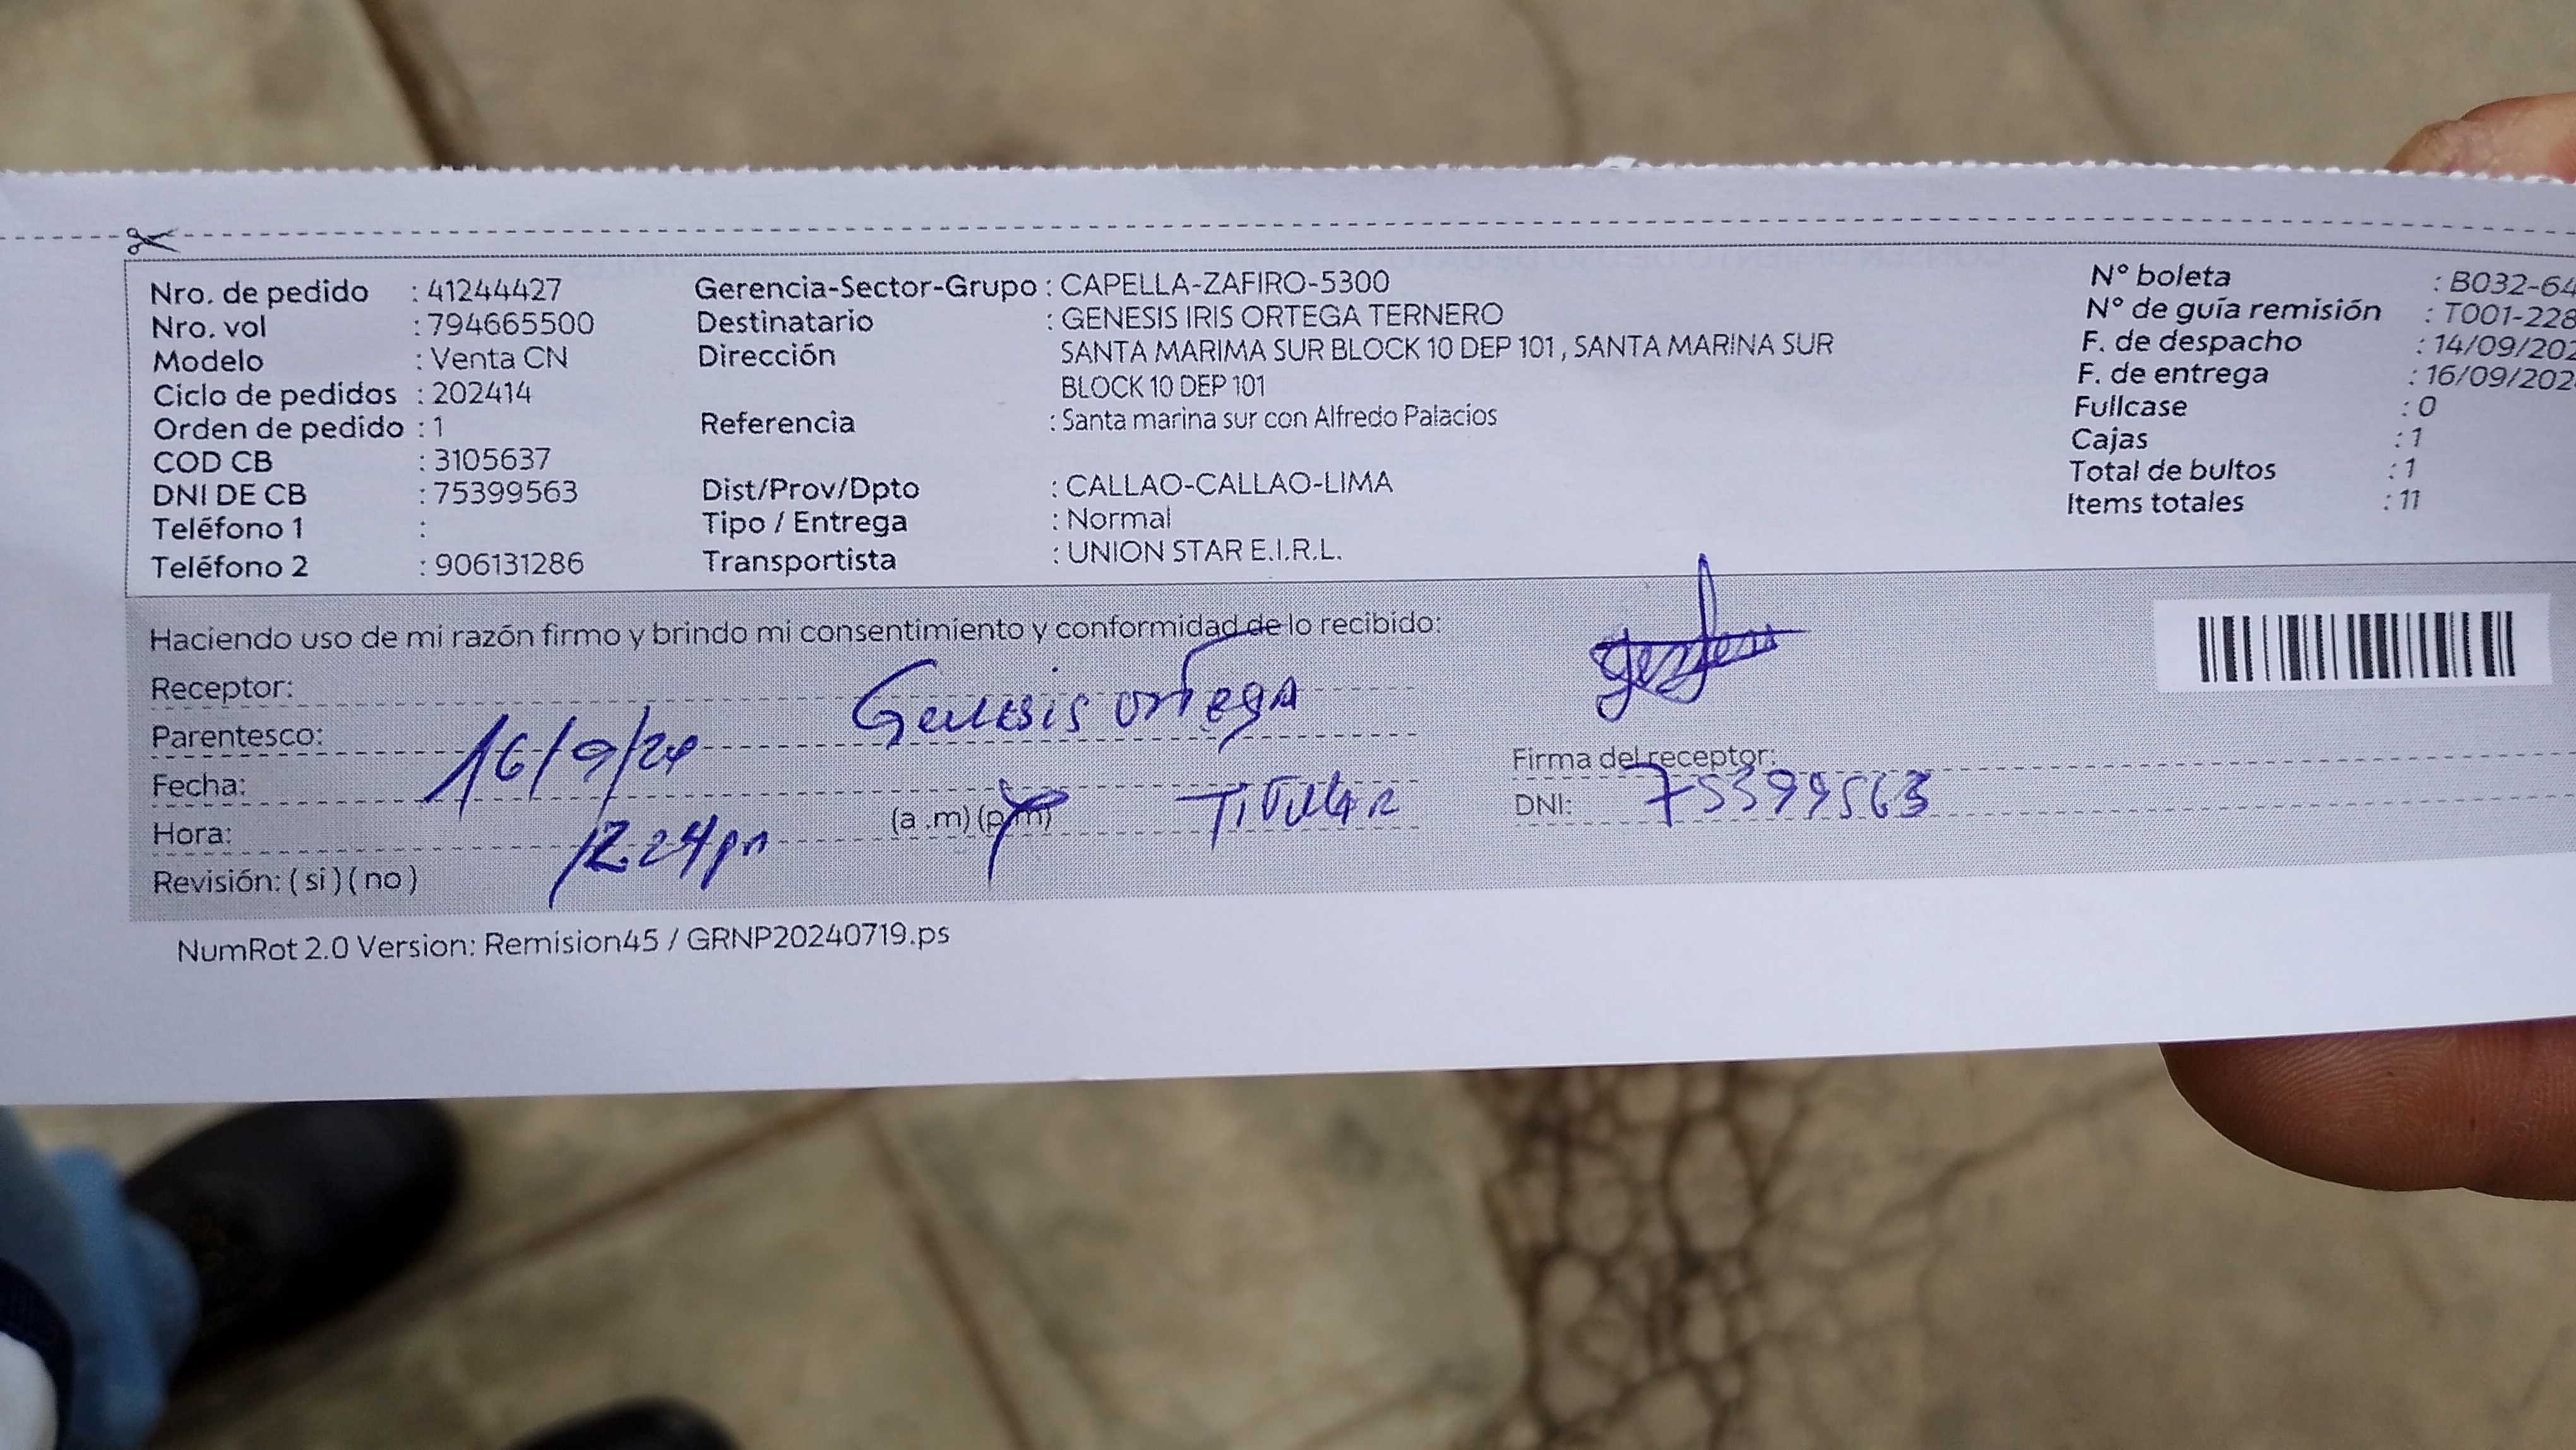 Nro. de pedido : 41244427
Nro. vol : 794665500
Modelo : Venta CN
Ciclo de pedidos : 202414
Orden de pedido : 1
COD CB : 3105637
DNI DE CB : 75399563
Teléfono 1 :
Teléfono 2 : 906131286
Gerencia-Sector-Grupo : CAPELLA-ZAFIRO-5300
Destinatario : GENESIS IRIS ORTEGA TERNERO
Dirección SANTA MARIMA SUR BLOCK 10 DEP 101 , SANTA MARINA SUR
BLOCK 10 DEP 101
Referencia : Santa marina sur con Alfredo Palacios
Dist/Prov/Dpto : CALLAO-CALLAO-LIMA
Tipo / Entrega : Normal
Transportista : UNION STAR E.I.R.L.
N° boleta : B032-64
N° de guía remisión : T001-228
F. de despacho : 14/09/202
F. de entrega : 16/09/202
Fullcase : 0
Cajas : 1
Total de bultos : 1
Items totales : 11
Haciendo uso de mi razón firmo y brindo mi consentimiento y conformidad de lo recibido:
Receptor: Genesis Ortega
Parentesco:
Fecha: 16/9/24
Hora: 12 24 pm (a .m) (p.m) TITULAR
Revisión: ( si ) ( no )
Firma del receptor:
DNI: 75399563
NumRot 2.0 Version: Remision45 / GRNP20240719.ps